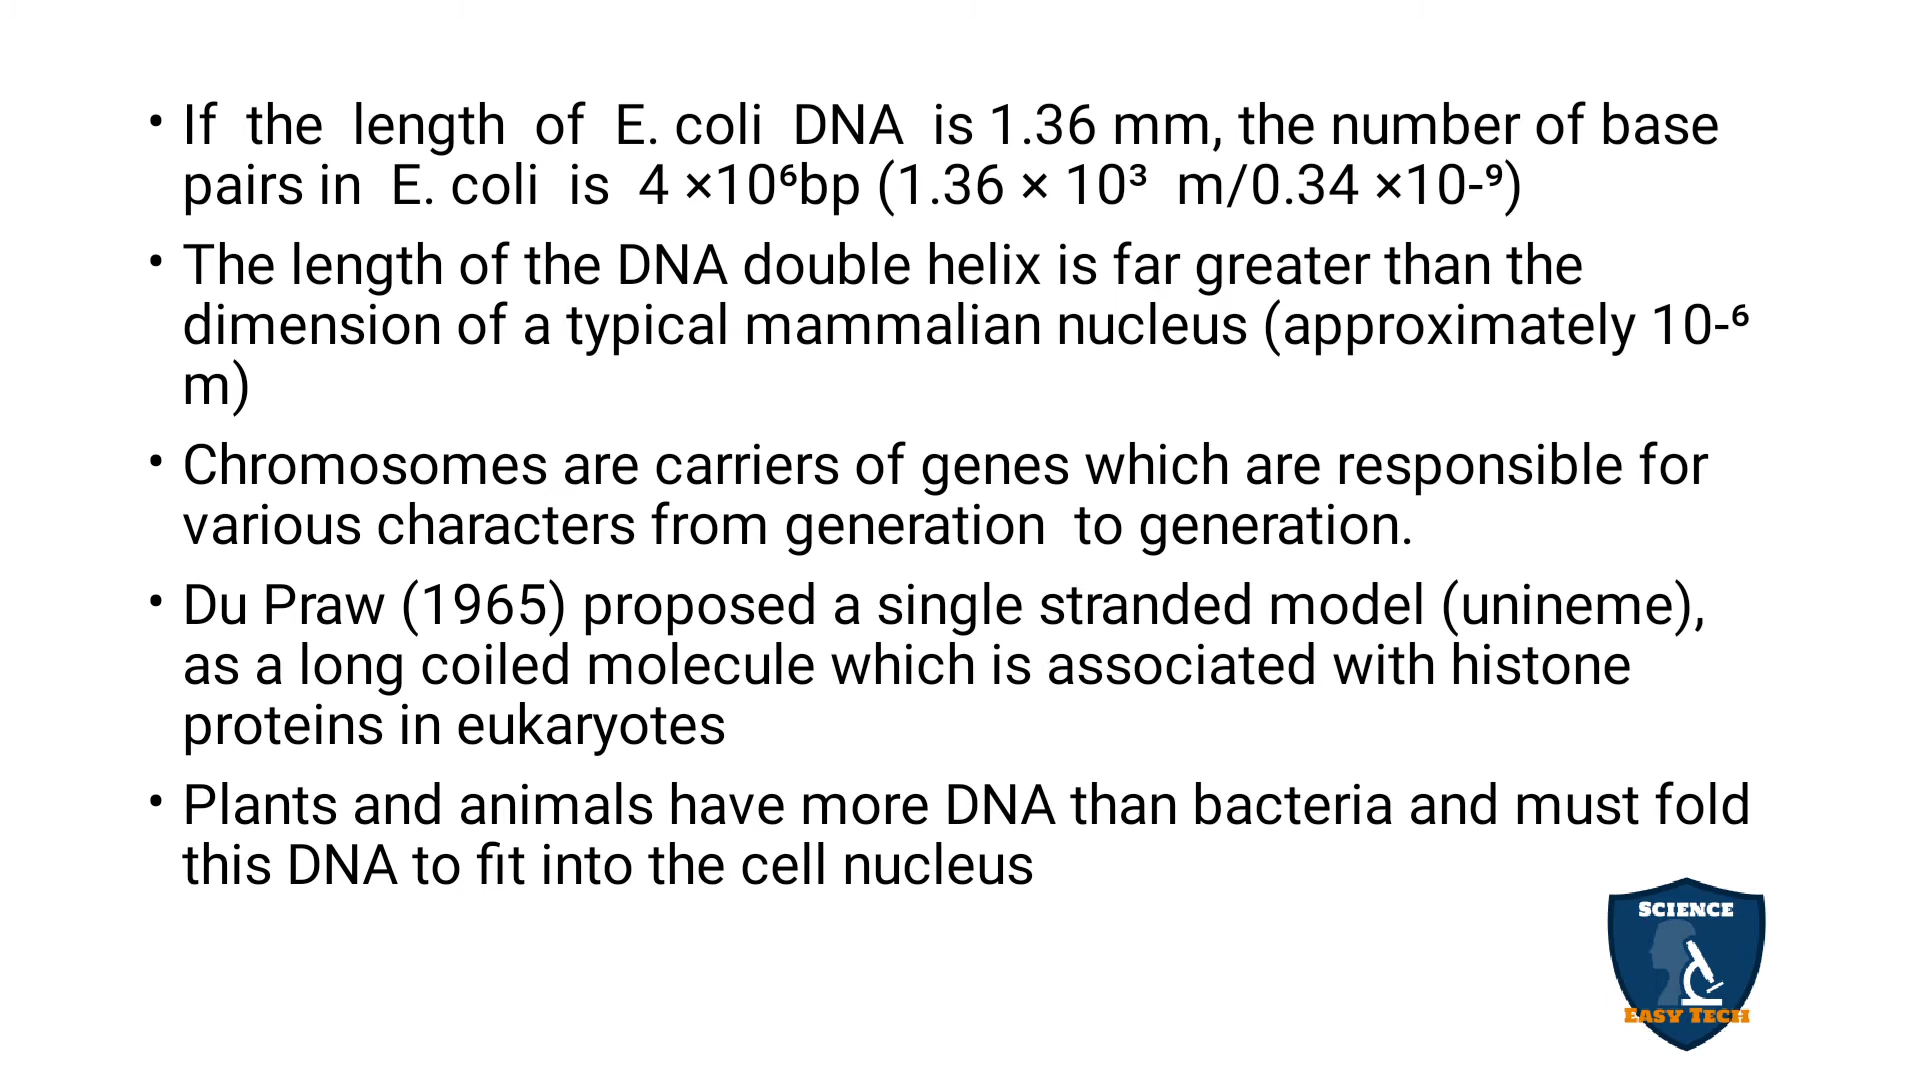 • If the length of E. coli DNA is 1.36 mm, the number of base
pairs in E. coli is 4 ×10⁶bp (1.36 × 10³ m/0.34 ×10-⁹)
• The length of the DNA double helix is far greater than the
dimension of a typical mammalian nucleus (approximately 10-⁶
m)
• Chromosomes are carriers of genes which are responsible for
various characters from generation to generation.
• Du Praw (1965) proposed a single stranded model (unineme),
as a long coiled molecule which is associated with histone
proteins in eukaryotes
• Plants and animals have more DNA than bacteria and must fold
this DNA to fit into the cell nucleus
SCIENCE
EASY TECH